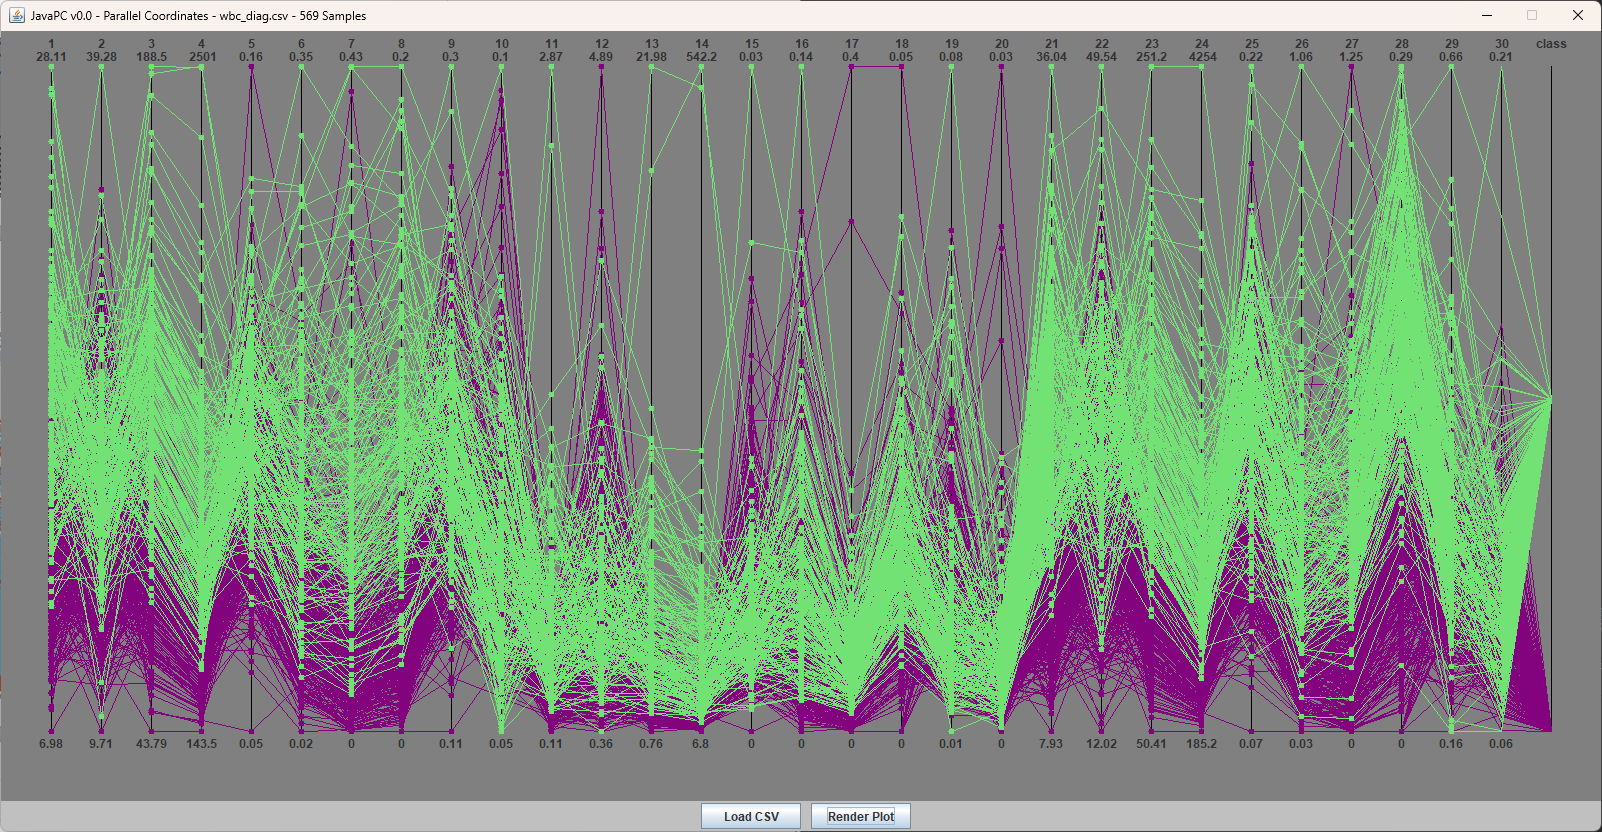 JavaPC v0.0 - Parallel Coordinates - wbc_diag.csv - 569 Samples
1 2 3 4 5 6 7 8 9 10 11 12 13 14 15 16 17 18 19 20 21 22 23 24 25 26 27 28 29 30 class
28.11 39.28 188.5 2501 0.16 0.35 0.43 0.2 0.3 0.1 2.87 4.89 21.98 542.2 0.03 0.14 0.4 0.05 0.08 0.03 36.04 49.54 251.2 4254 0.22 1.06 1.25 0.29 0.66 0.21
6.98 9.71 43.79 143.5 0.05 0.02 0 0 0.11 0.05 0.11 0.36 0.76 6.8 0 0 0 0 0.01 0 7.93 12.02 50.41 185.2 0.07 0.03 0 0 0.16 0.06
Load CSV Render Plot